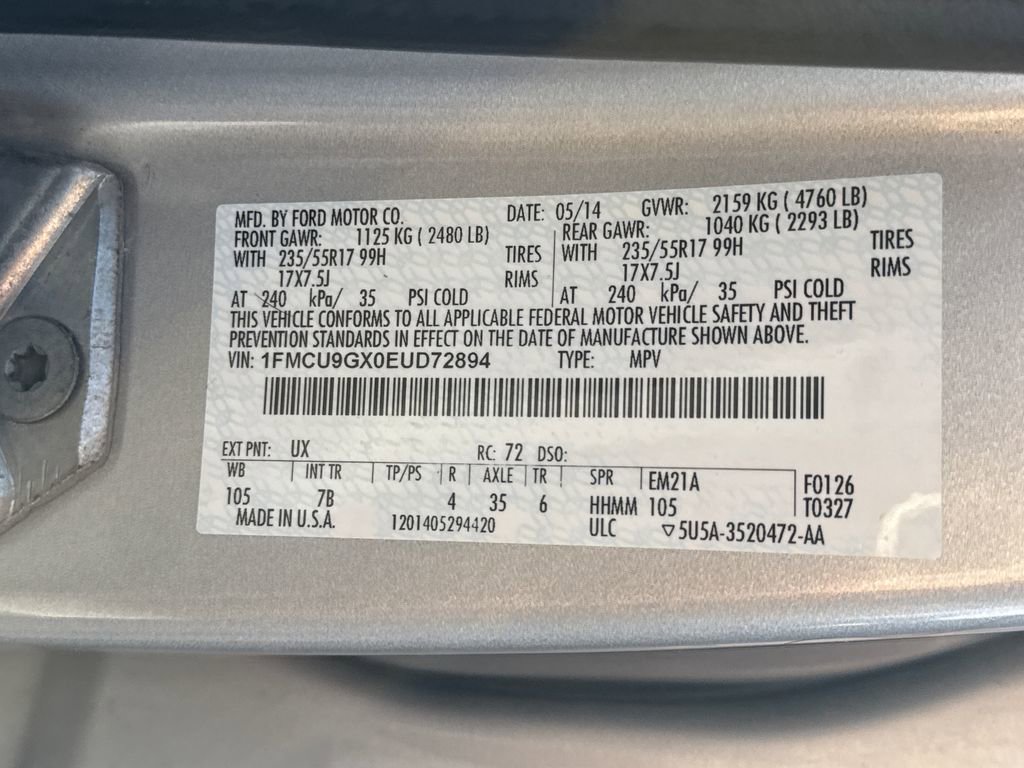 MFD. BY FORD MOTOR CO. DATE: 05/14 GVWR: 2159 KG ( 4760 LB)
FRONT GAWR: 1125 KG ( 2480 LB) REAR GAWR: 1040 KG ( 2293 LB)
WITH 235/55R17 99H TIRES WITH 235/55R17 99H TIRES
17X7.5J RIMS 17X7.5J RIMS
AT 240 kPa/ 35 PSI COLD AT 240 kPa/ 35 PSI COLD
THIS VEHICLE CONFORMS TO ALL APPLICABLE FEDERAL MOTOR VEHICLE SAFETY AND THEFT
PREVENTION STANDARDS IN EFFECT ON THE DATE OF MANUFACTURE SHOWN ABOVE.
VIN: 1FMCU9GX0EUD72894 TYPE: MPV
EXT PNT: UX RC: 72 DSO:
WB INT TR TP/PS R AXLE TR SPR EM21A F0126
105 7B 4 35 6 HHMM 105 T0327
MADE IN U.S.A. 1201405294420 ULC ▽5U5A-3520472-AA